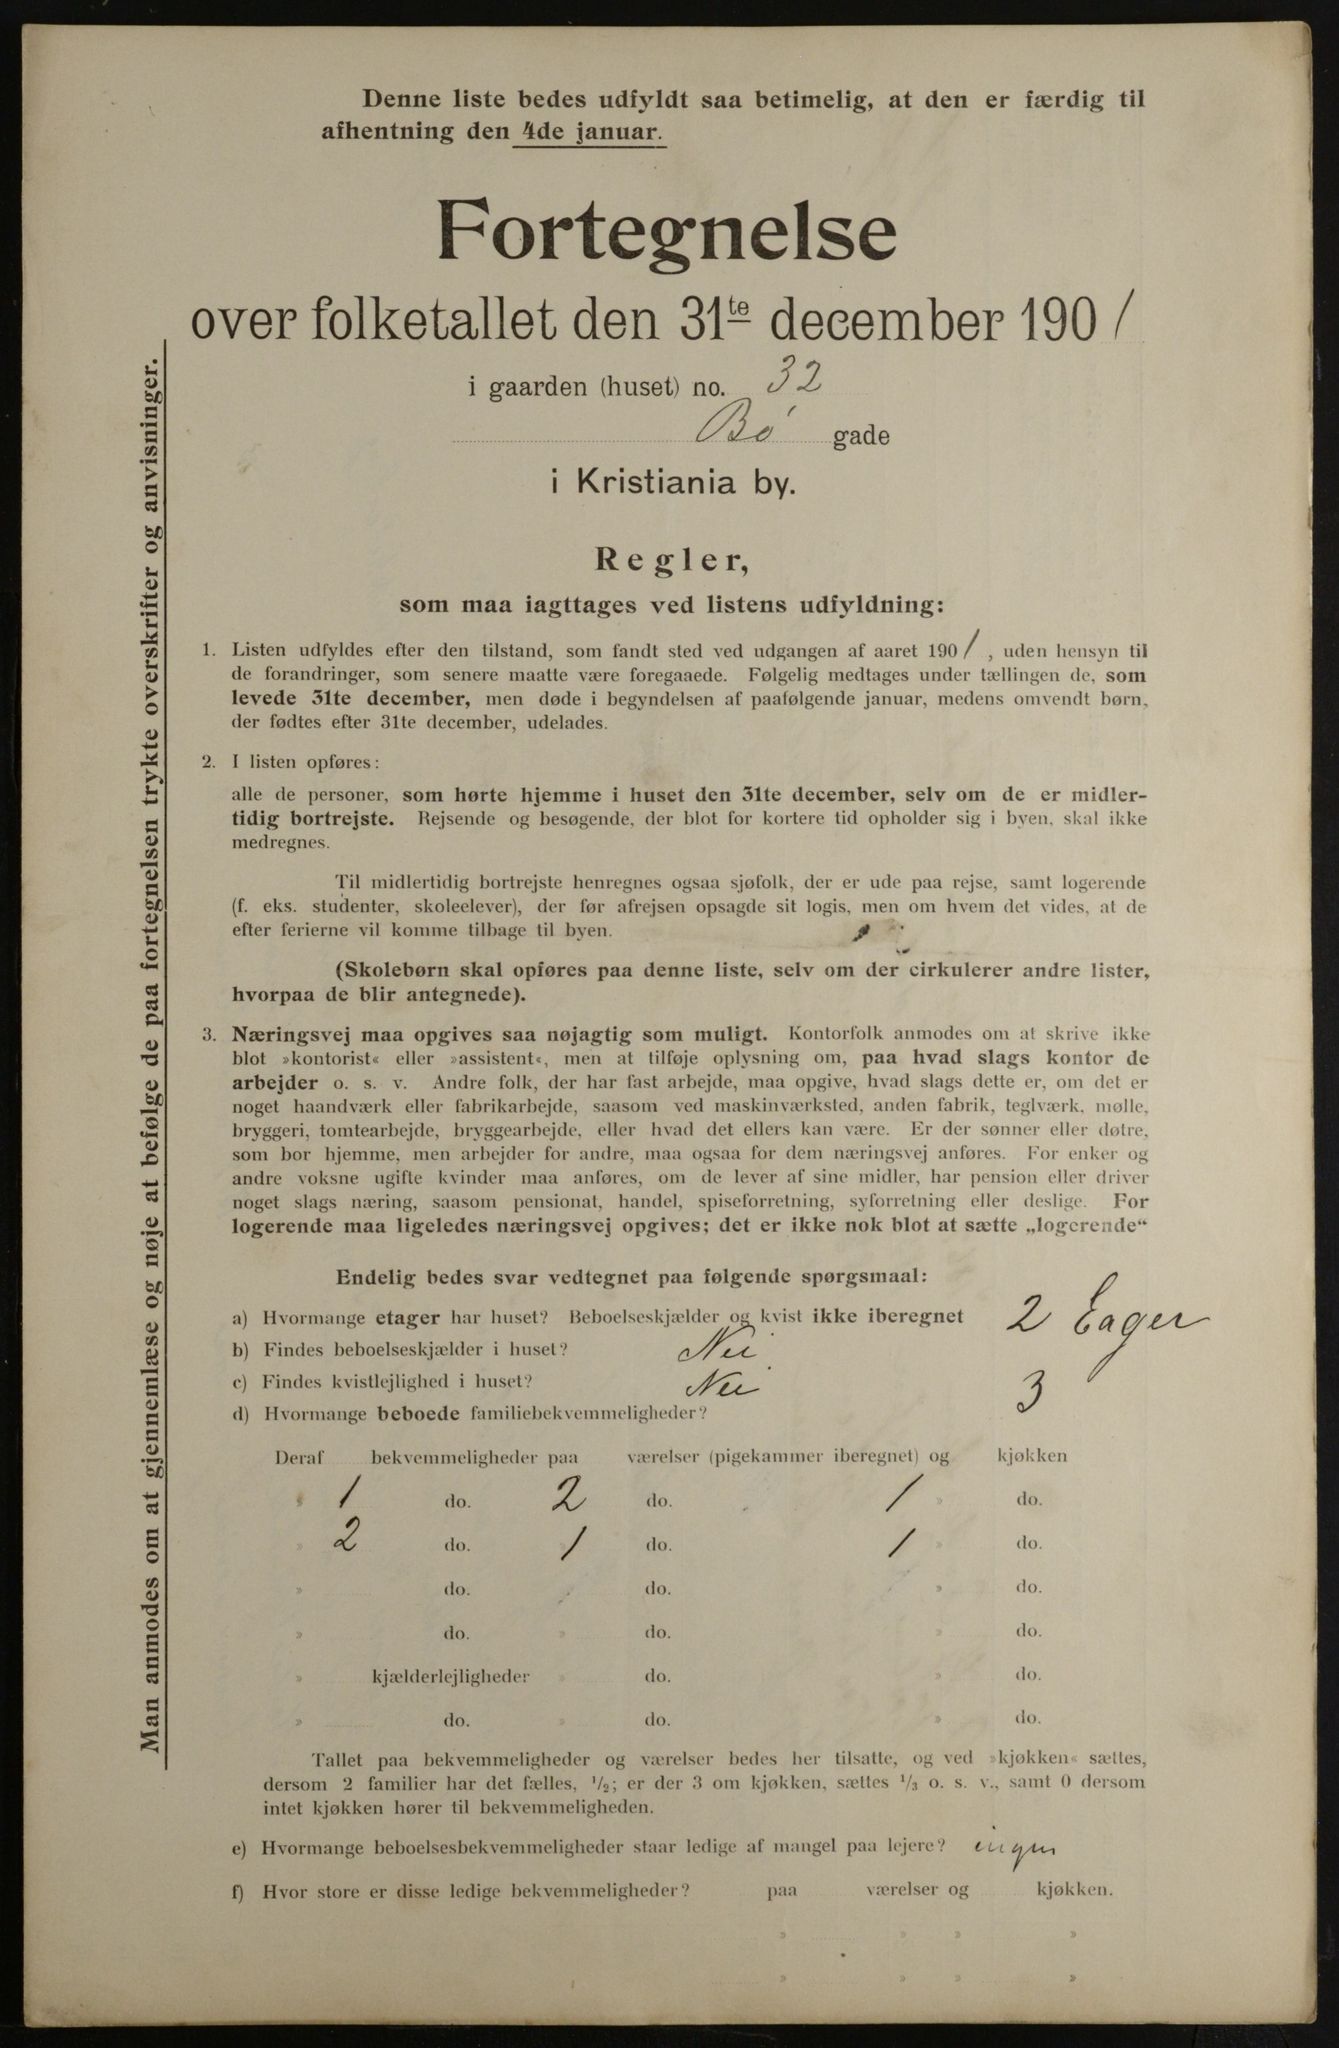 Denne liste bedes udfyldt saa betimelig, at den er færdig til
afhentning den 4de januar.
Fortegnelse
over folketallet den 31te december 1901
i gaarden (huset) no. 32
Bö gade
i Kristiania by.
Regler,
som maa iagttages ved listens udfyldning:
1. Listen udfyldes efter den tilstand, som fandt sted ved udgangen af aaret 1901, uden hensyn til
de forandringer, som senere maatte være foregaaede. Følgelig medtages under tællingen de, som
levede 31te december, men døde i begyndelsen af paafølgende januar, medens omvendt børn,
der fødtes efter 31te december, udelades.
2. I listen opføres:
alle de personer, som hørte hjemme i huset den 31te december, selv om de er midler-
tidig bortrejste. Rejsende og besøgende, der blot for kortere tid opholder sig i byen, skal ikke
medregnes.
Til midlertidig bortrejste henregnes ogsaa sjøfolk, der er ude paa rejse, samt logerende
(f. eks. studenter, skoleelever), der før afrejsen opsagde sit logis, men om hvem det vides, at de
efter ferierne vil komme tilbage til byen.
(Skolebørn skal opføres paa denne liste, selv om der cirkulerer andre lister,
hvorpaa de blir antegnede).
3. Næringsvej maa opgives saa nøjagtig som muligt. Kontorfolk anmodes om at skrive ikke
blot »kontorist« eller »assistent«, men at tilføje oplysning om, paa hvad slags kontor de
arbejder o. s. v. Andre folk, der har fast arbejde, maa opgive, hvad slags dette er, om det er
noget haandværk eller fabrikarbejde, saasom ved maskinværksted, anden fabrik, teglværk, mølle,
bryggeri, tomtearbejde, bryggearbejde, eller hvad det ellers kan være. Er der sønner eller døtre,
som bor hjemme, men arbejder for andre, maa ogsaa for dem næringsvej anføres. For enker og
andre voksne ugifte kvinder maa anføres, om de lever af sine midler, har pension eller driver
noget slags næring, saasom pensionat, handel, spiseforretning, syforretning eller deslige. For
logerende maa ligeledes næringsvej opgives; det er ikke nok blot at sætte „logerende“
Endelig bedes svar vedtegnet paa følgende spørgsmaal:
a) Hvormange etager har huset? Beboelseskjælder og kvist ikke iberegnet 2 Eager
b) Findes beboelseskjælder i huset? Nei
c) Findes kvistlejlighed i huset? Nei
d) Hvormange beboede familiebekvemmeligheder? 3
Deraf bekvemmeligheder paa værelser (pigekammer iberegnet) og kjøkken
» 1 do. 2 do. 1 » do.
» 2 do. 1 do. 1 » do.
» do. » do. » do.
» do. » do. » do.
» kjælderlejligheder » do. » do.
» do. » do. » do.
Tallet paa bekvemmeligheder og værelser bedes her tilsatte, og ved »kjøkken« sættes,
dersom 2 familier har det fælles, 1/2; er der 3 om kjøkken, sættes 1/3 o. s. v., samt 0 dersom
intet kjøkken hører til bekvemmeligheden.
e) Hvormange beboelsesbekvemmeligheder staar ledige af mangel paa lejere? ingen
f) Hvor store er disse ledige bekvemmeligheder? paa værelser og kjøkken.
» » » »
» » » »
Man anmodes om at gjennemlæse og nøje at befølge de paa fortegnelsen trykte overskrifter og anvisninger.